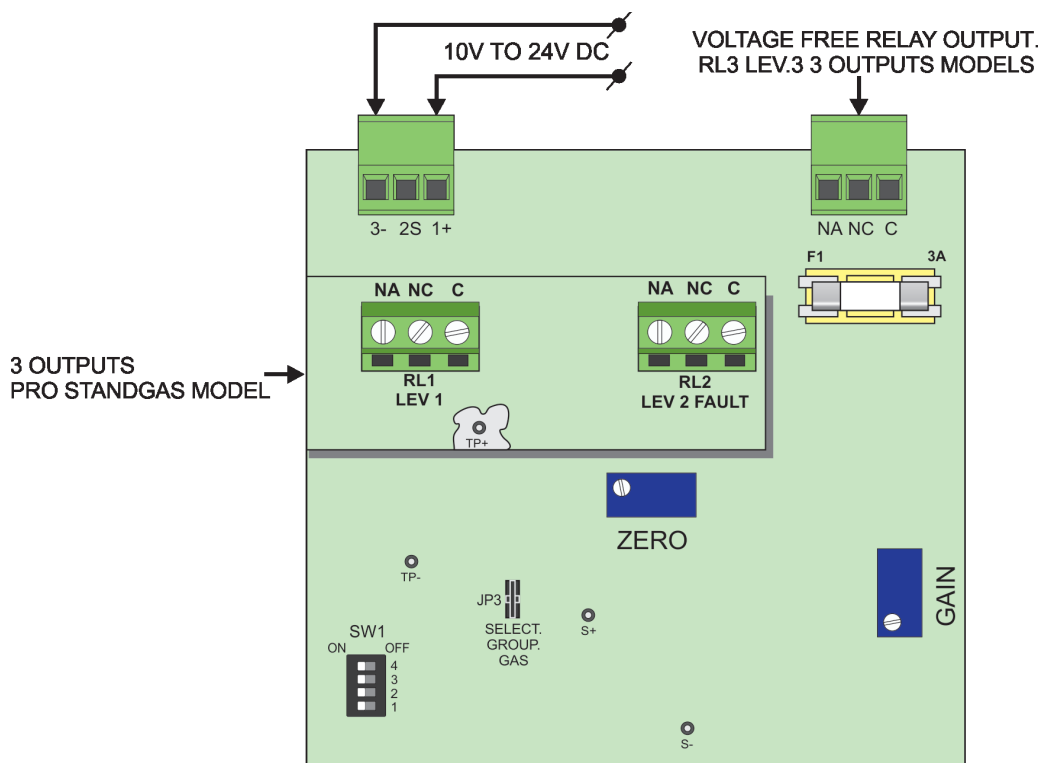 10V TO 24V DC
VOLTAGE FREE RELAY OUTPUT.
RL3 LEV.3 3 OUTPUTS MODELS
3- 2S 1+
NA NC C
F1 3A
NA NC C
NA NC C
3 OUTPUTS
PRO STANDGAS MODEL
RL1
LEV 1
RL2
LEV 2 FAULT
TP+
ZERO
TP-
JP3
SELECT.
GROUP.
GAS
S+
GAIN
SW1
ON OFF
4
3
2
1
S-